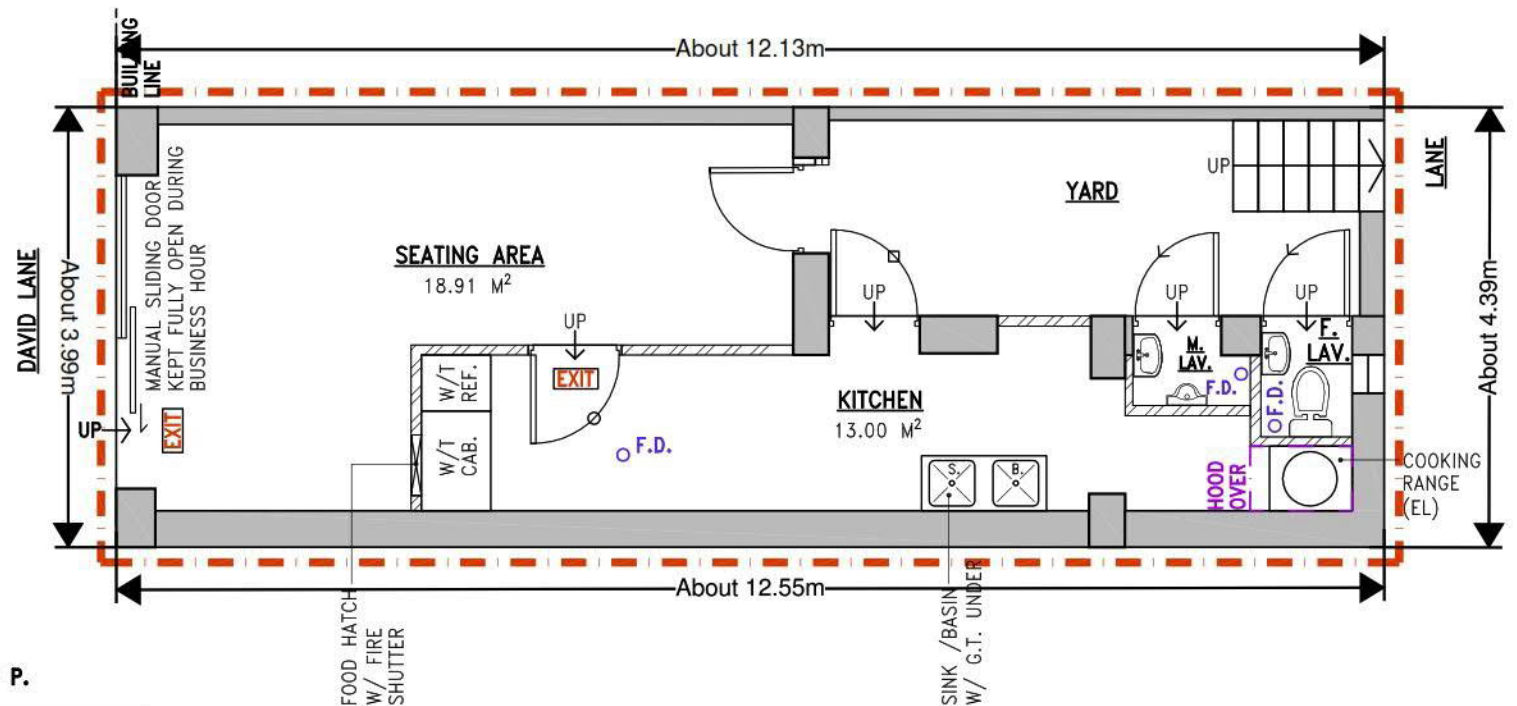 About 12.13m
BUILDING
LINE
DAVID LANE
About 3.99m
MANUAL SLIDING DOOR
KEPT FULLY OPEN DURING
BUSINESS HOUR
UP
EXIT
SEATING AREA
18.91 M²
UP
EXIT
W/T
REF.
W/T
CAB.
F.D.
YARD
UP
LANE
UP
UP
UP
M.
LAV.
F.D.
F.
LAV.
F.D.
KITCHEN
13.00 M²
S.
B.
HOOD
OVER
COOKING
RANGE
(EL)
About 4.39m
About 12.55m
FOOD HATCH
W/ FIRE
SHUTTER
SINK /BASIN
W/ G.T. UNDER
P.